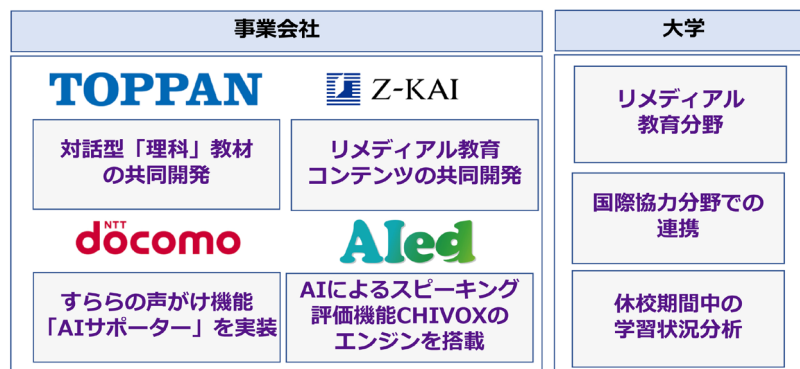 事業会社
TOPPAN
Z-KAI
対話型「理科」教材
の共同開発
リメディアル教育
コンテンツの共同開発
NTT
döcomo
AIed
すららの声がけ機能
「AIサポーター」を実装
AIによるスピーキング
評価機能CHIVOXの
エンジンを搭載
大学
リメディアル
教育分野
国際協力分野での
連携
休校期間中の
学習状況分析